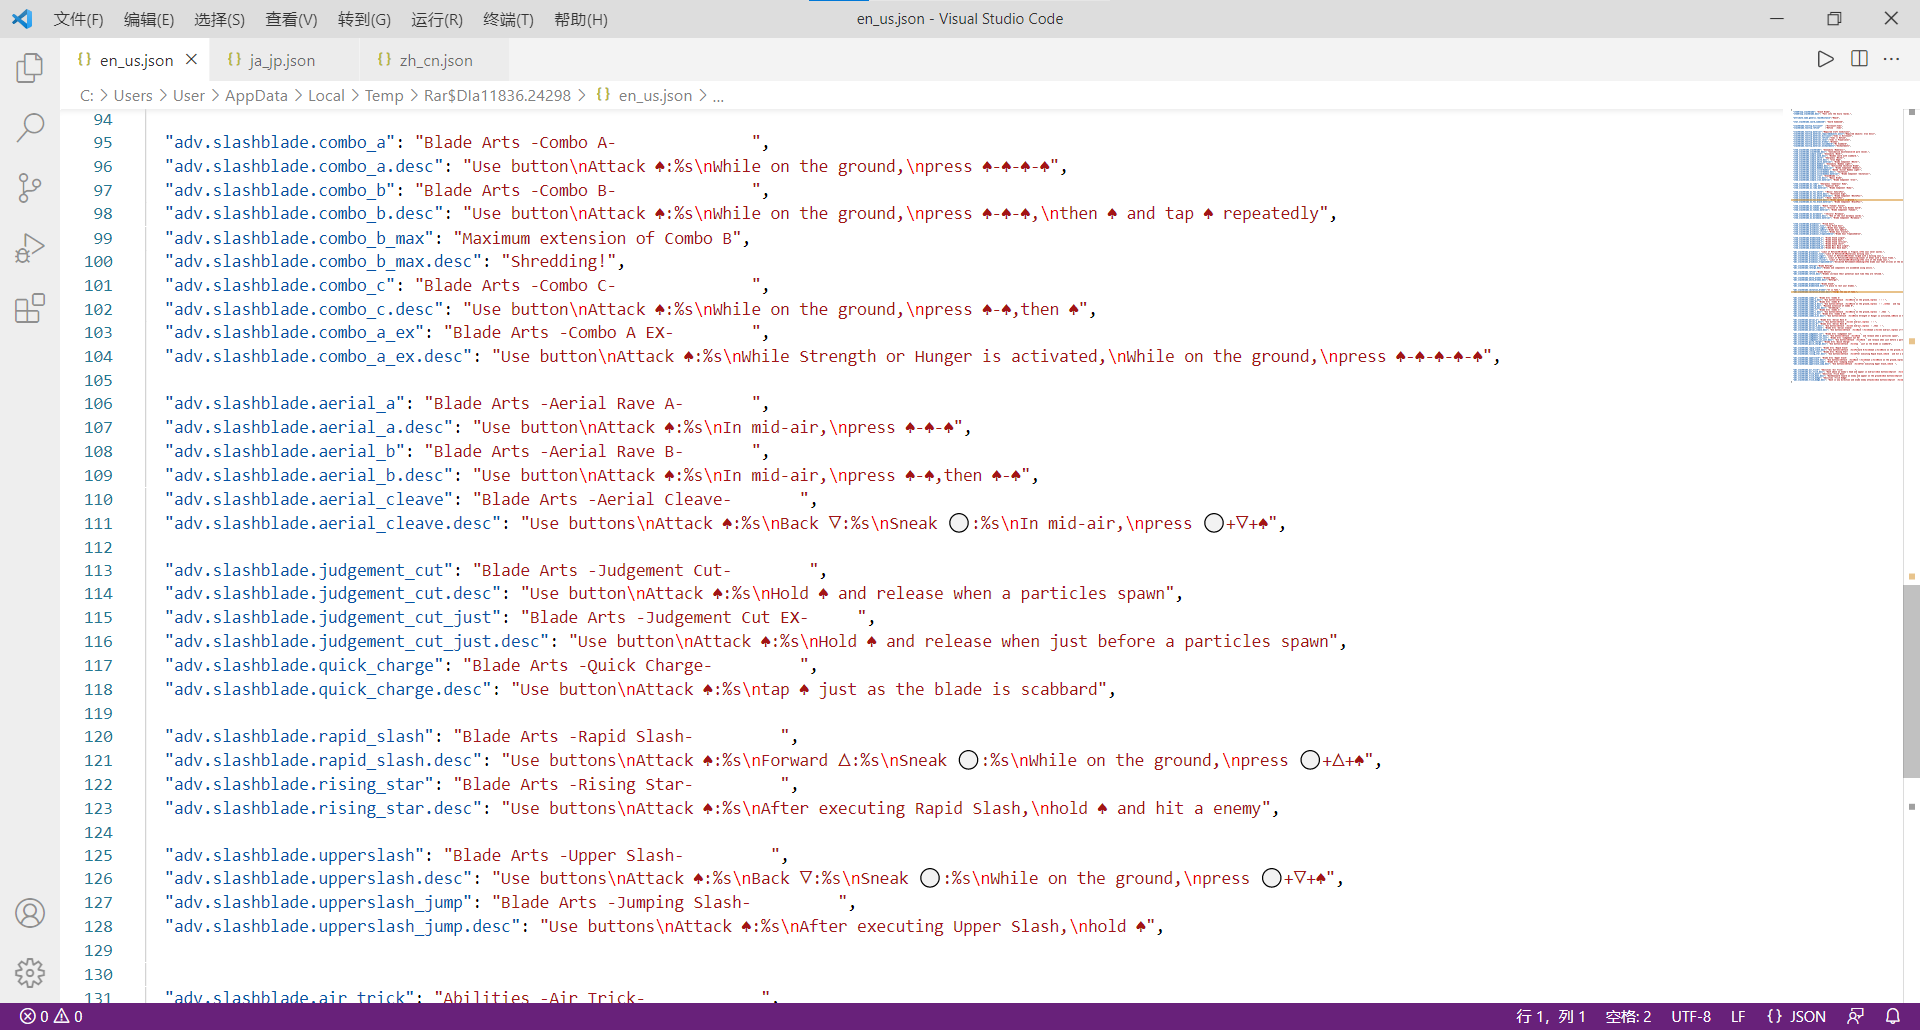 文件(F) 编辑(E) 选择(S) 查看(V) 转到(G) 运行(R) 终端(T) 帮助(H) en_us.json - Visual Studio Code
{} en_us.json {} ja_jp.json {} zh_cn.json
C: > Users > User > AppData > Local > Temp > Rar$DIa11836.24298 > {} en_us.json > ...
94
95 "adv.slashblade.combo_a": "Blade Arts -Combo A-              ",
96 "adv.slashblade.combo_a.desc": "Use button\nAttack ♠:%s\nWhile on the ground,\npress ♠-♠-♠-♠",
97 "adv.slashblade.combo_b": "Blade Arts -Combo B-              ",
98 "adv.slashblade.combo_b.desc": "Use button\nAttack ♠:%s\nWhile on the ground,\npress ♠-♠-♠,\nthen ♠ and tap ♠ repeatedly",
99 "adv.slashblade.combo_b_max": "Maximum extension of Combo B",
100 "adv.slashblade.combo_b_max.desc": "Shredding!",
101 "adv.slashblade.combo_c": "Blade Arts -Combo C-              ",
102 "adv.slashblade.combo_c.desc": "Use button\nAttack ♠:%s\nWhile on the ground,\npress ♠-♠,then ♠",
103 "adv.slashblade.combo_a_ex": "Blade Arts -Combo A EX-        ",
104 "adv.slashblade.combo_a_ex.desc": "Use button\nAttack ♠:%s\nWhile Strength or Hunger is activated,\nWhile on the ground,\npress ♠-♠-♠-♠-♠",
105
106 "adv.slashblade.aerial_a": "Blade Arts -Aerial Rave A-       ",
107 "adv.slashblade.aerial_a.desc": "Use button\nAttack ♠:%s\nIn mid-air,\npress ♠-♠-♠",
108 "adv.slashblade.aerial_b": "Blade Arts -Aerial Rave B-       ",
109 "adv.slashblade.aerial_b.desc": "Use button\nAttack ♠:%s\nIn mid-air,\npress ♠-♠,then ♠-♠",
110 "adv.slashblade.aerial_cleave": "Blade Arts -Aerial Cleave-       ",
111 "adv.slashblade.aerial_cleave.desc": "Use buttons\nAttack ♠:%s\nBack ▽:%s\nSneak ◯:%s\nIn mid-air,\npress ◯+▽+♠",
112
113 "adv.slashblade.judgement_cut": "Blade Arts -Judgement Cut-        ",
114 "adv.slashblade.judgement_cut.desc": "Use button\nAttack ♠:%s\nHold ♠ and release when a particles spawn",
115 "adv.slashblade.judgement_cut_just": "Blade Arts -Judgement Cut EX-     ",
116 "adv.slashblade.judgement_cut_just.desc": "Use button\nAttack ♠:%s\nHold ♠ and release when just before a particles spawn",
117 "adv.slashblade.quick_charge": "Blade Arts -Quick Charge-         ",
118 "adv.slashblade.quick_charge.desc": "Use button\nAttack ♠:%s\ntap ♠ just as the blade is scabbard",
119
120 "adv.slashblade.rapid_slash": "Blade Arts -Rapid Slash-         ",
121 "adv.slashblade.rapid_slash.desc": "Use buttons\nAttack ♠:%s\nForward △:%s\nSneak ◯:%s\nWhile on the ground,\npress ◯+△+♠",
122 "adv.slashblade.rising_star": "Blade Arts -Rising Star-         ",
123 "adv.slashblade.rising_star.desc": "Use buttons\nAttack ♠:%s\nAfter executing Rapid Slash,\nhold ♠ and hit a enemy",
124
125 "adv.slashblade.upperslash": "Blade Arts -Upper Slash-         ",
126 "adv.slashblade.upperslash.desc": "Use buttons\nAttack ♠:%s\nBack ▽:%s\nSneak ◯:%s\nWhile on the ground,\npress ◯+▽+♠",
127 "adv.slashblade.upperslash_jump": "Blade Arts -Jumping Slash-         ",
128 "adv.slashblade.upperslash_jump.desc": "Use buttons\nAttack ♠:%s\nAfter executing Upper Slash,\nhold ♠",
129
130
131 "adv.slashblade.air_trick": "Abilities -Air Trick-            ",
0 0 行 1, 列 1 空格: 2 UTF-8 LF {} JSON